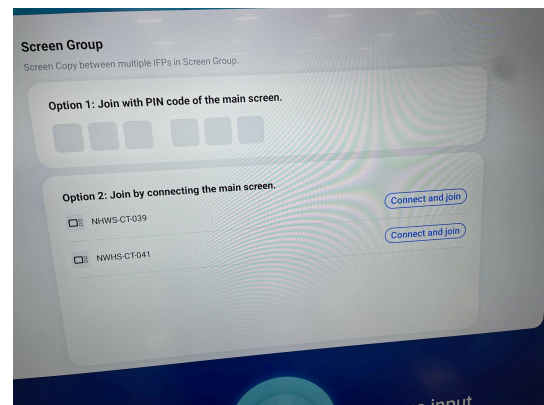 Screen Group
Screen Copy between multiple IFPs in Screen Group.
Option 1: Join with PIN code of the main screen.
Option 2: Join by connecting the main screen.
NHWS-CT-039
Connect and join
NWHS-CT-041
Connect and join
input